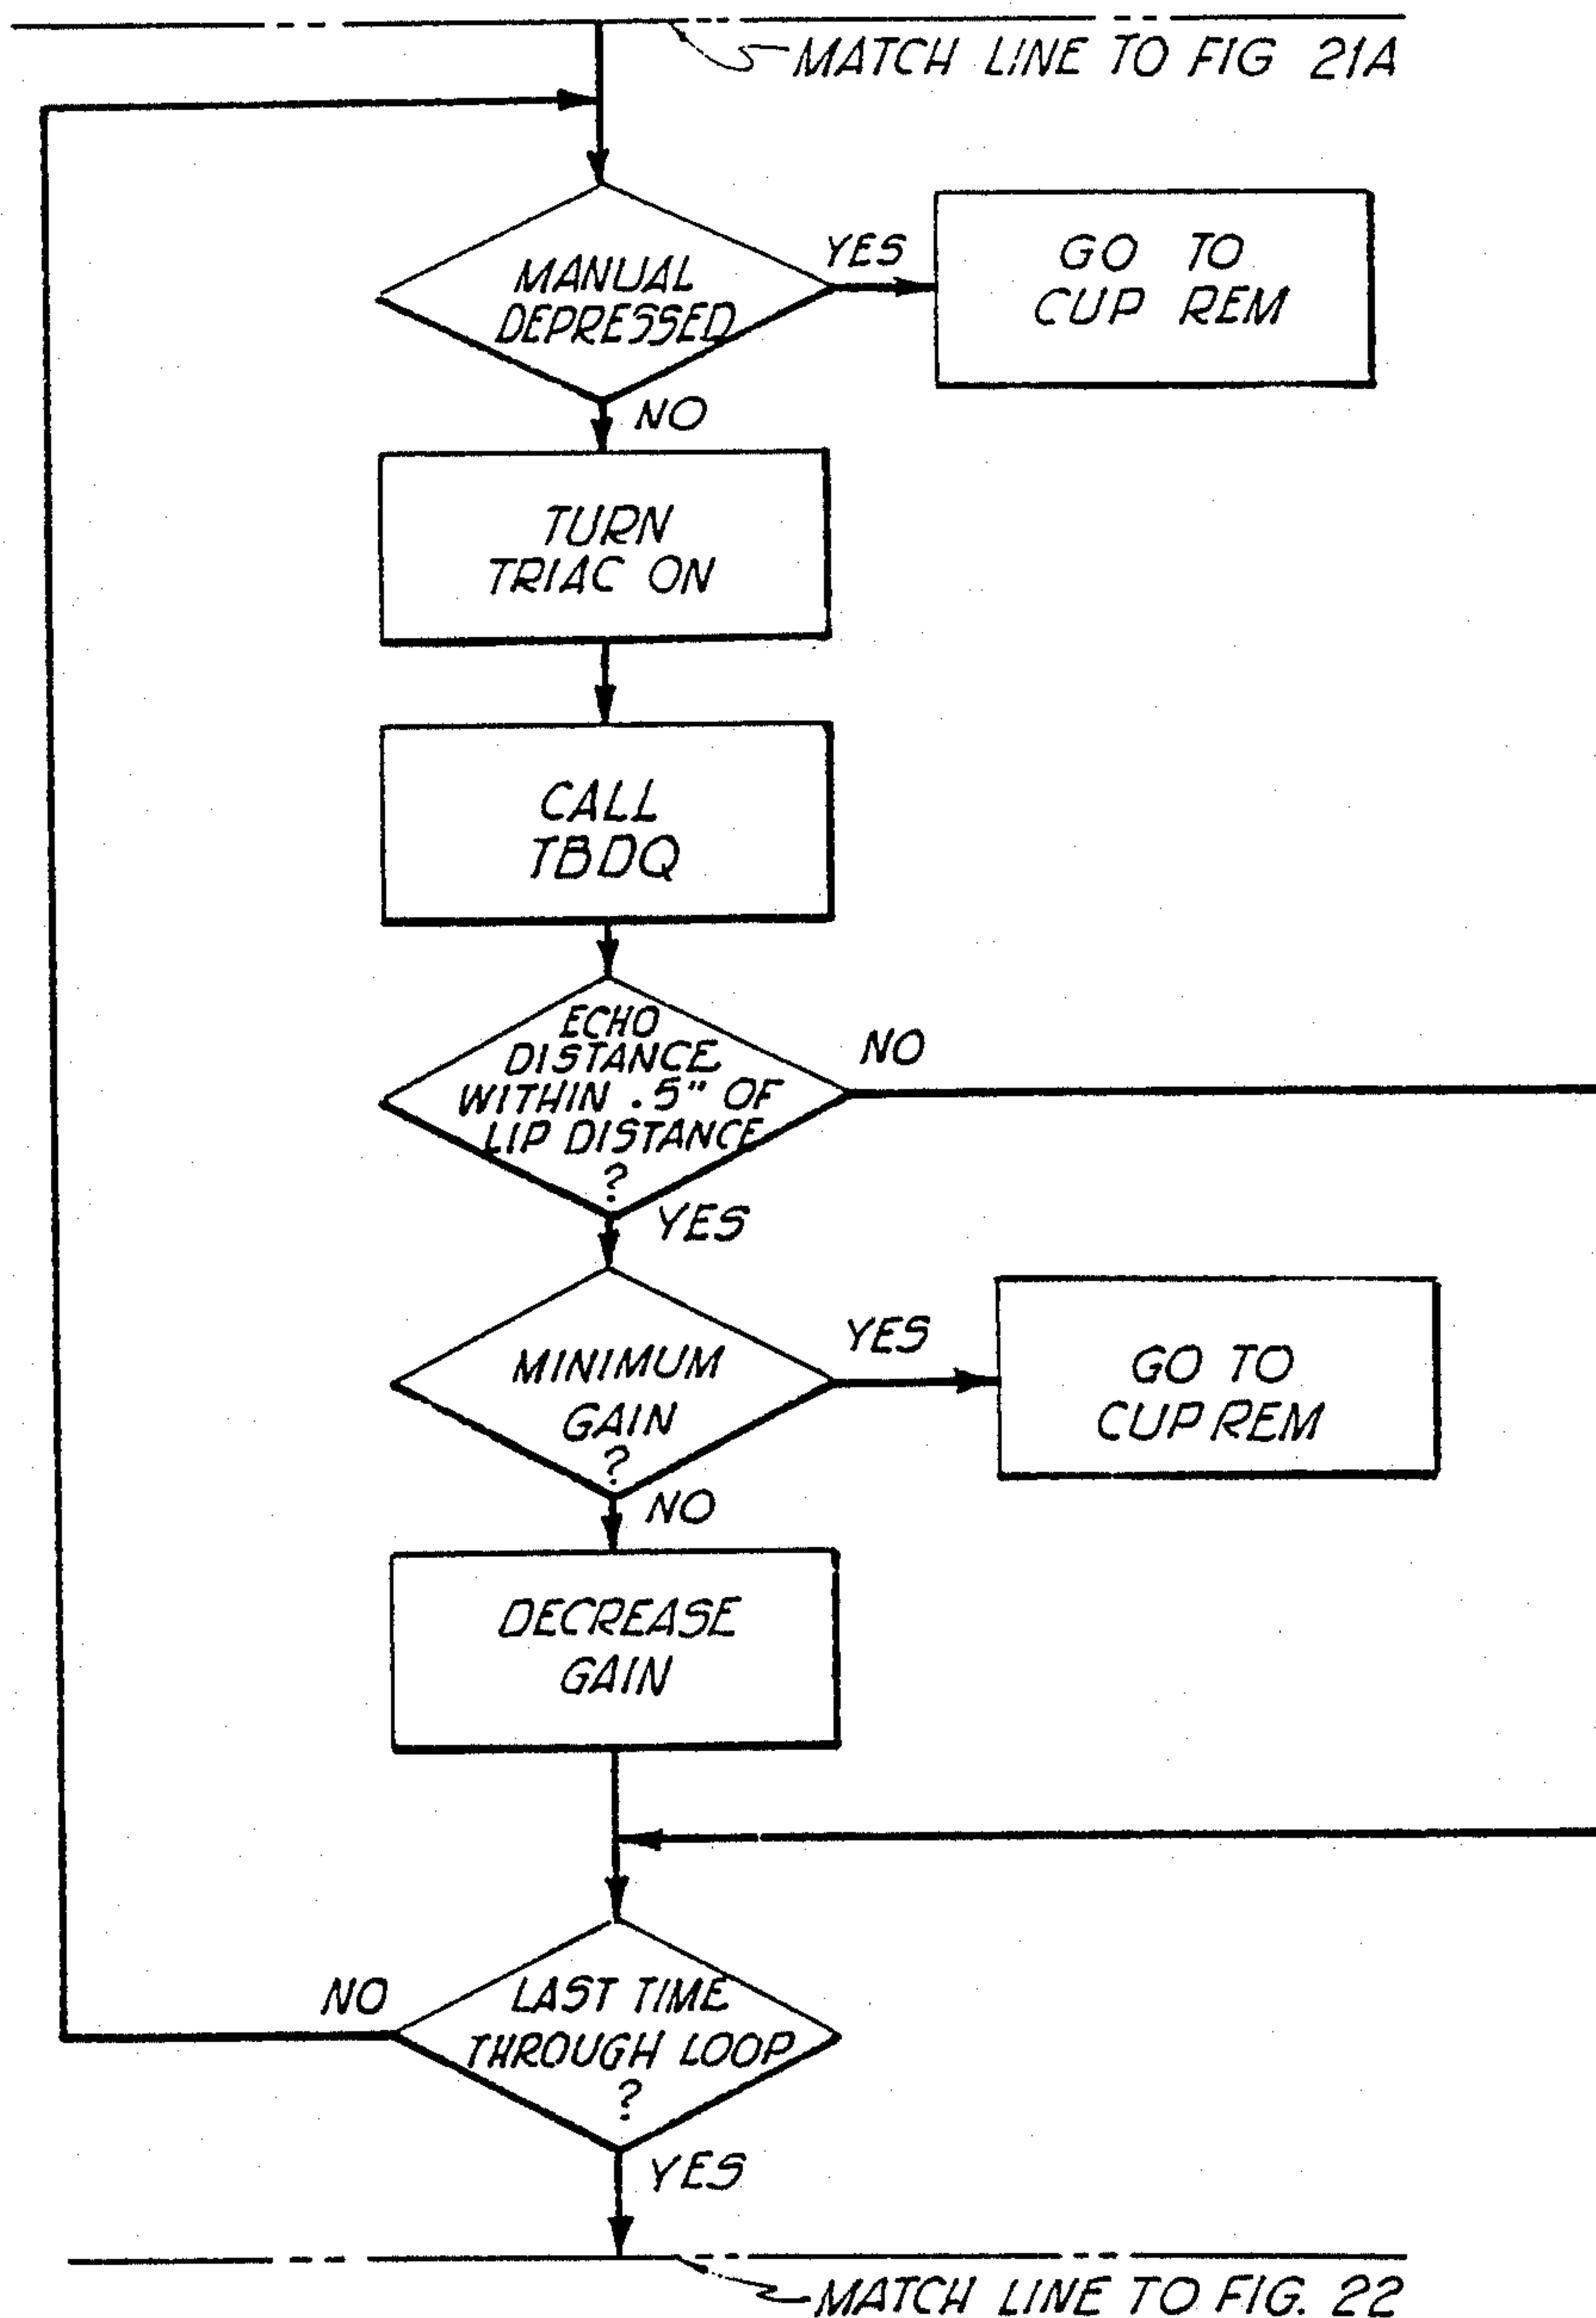 MATCH LINE TO FIG 21A
MANUAL
DEPRESSED
YES
GO TO
CUP REM
NO
TURN
TRIAC ON
CALL
TBDQ
ECHO
DISTANCE
WITHIN .5" OF
LIP DISTANCE
?
NO
YES
MINIMUM
GAIN
?
YES
GO TO
CUP REM
NO
DECREASE
GAIN
NO
LAST TIME
THROUGH LOOP
?
YES
MATCH LINE TO FIG. 22